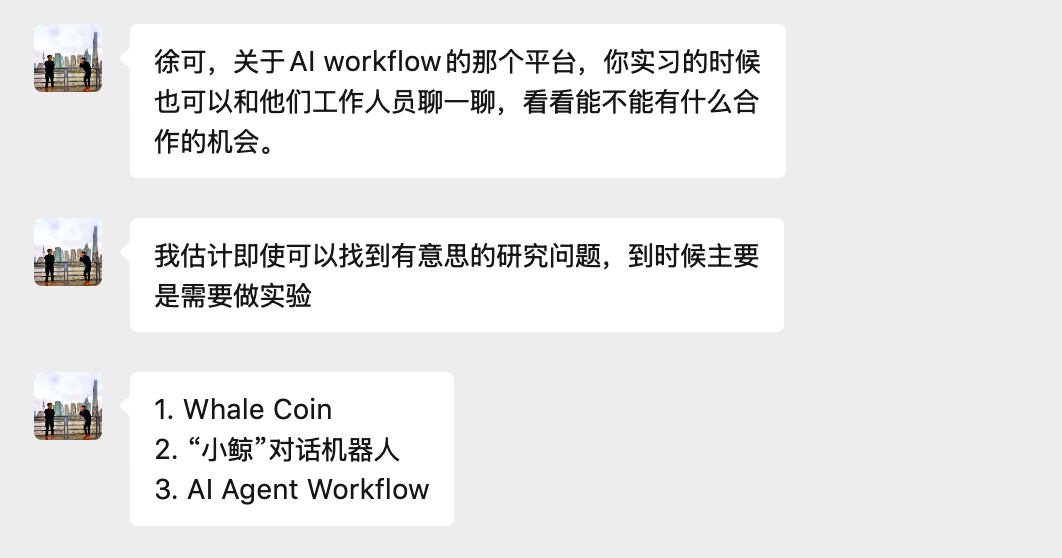 徐可，关于AI workflow的那个平台，你实习的时候
也可以和他们工作人员聊一聊，看看能不能有什么合
作的机会。
我估计即使可以找到有意思的研究问题，到时候主要
是需要做实验
1. Whale Coin
2. “小鲸”对话机器人
3. AI Agent Workflow